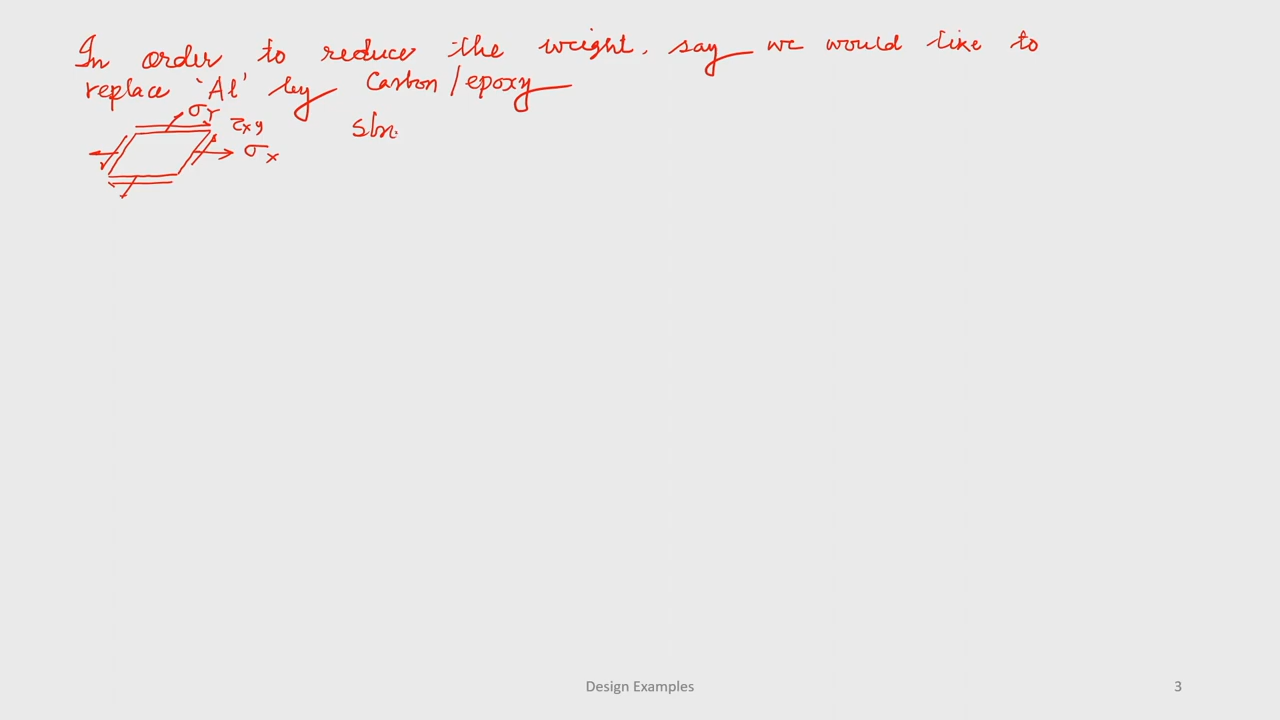 In order to reduce the weight, say we would like to
replace 'Al' by Carbon/epoxy
σY
τxy
σx
Design Examples
3